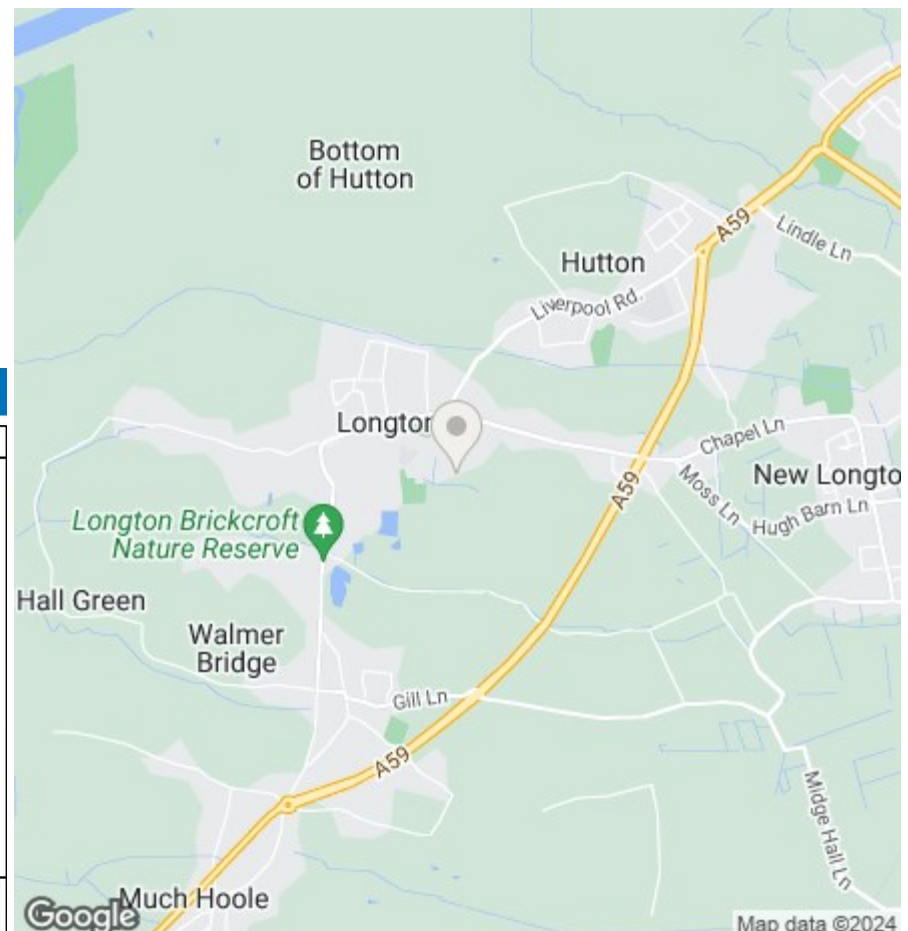 Bottom
of Hutton
A59
Lindle Ln
Hutton
Liverpool Rd.
Longton
Chapel Ln
New Longto
A59
Moss Ln
Hugh Barn Ln
Longton Brickcroft
Nature Reserve
Hall Green
Walmer
Bridge
Gill Ln
A59
Midge Hall Ln
Much Hoole
Google
Map data ©2024